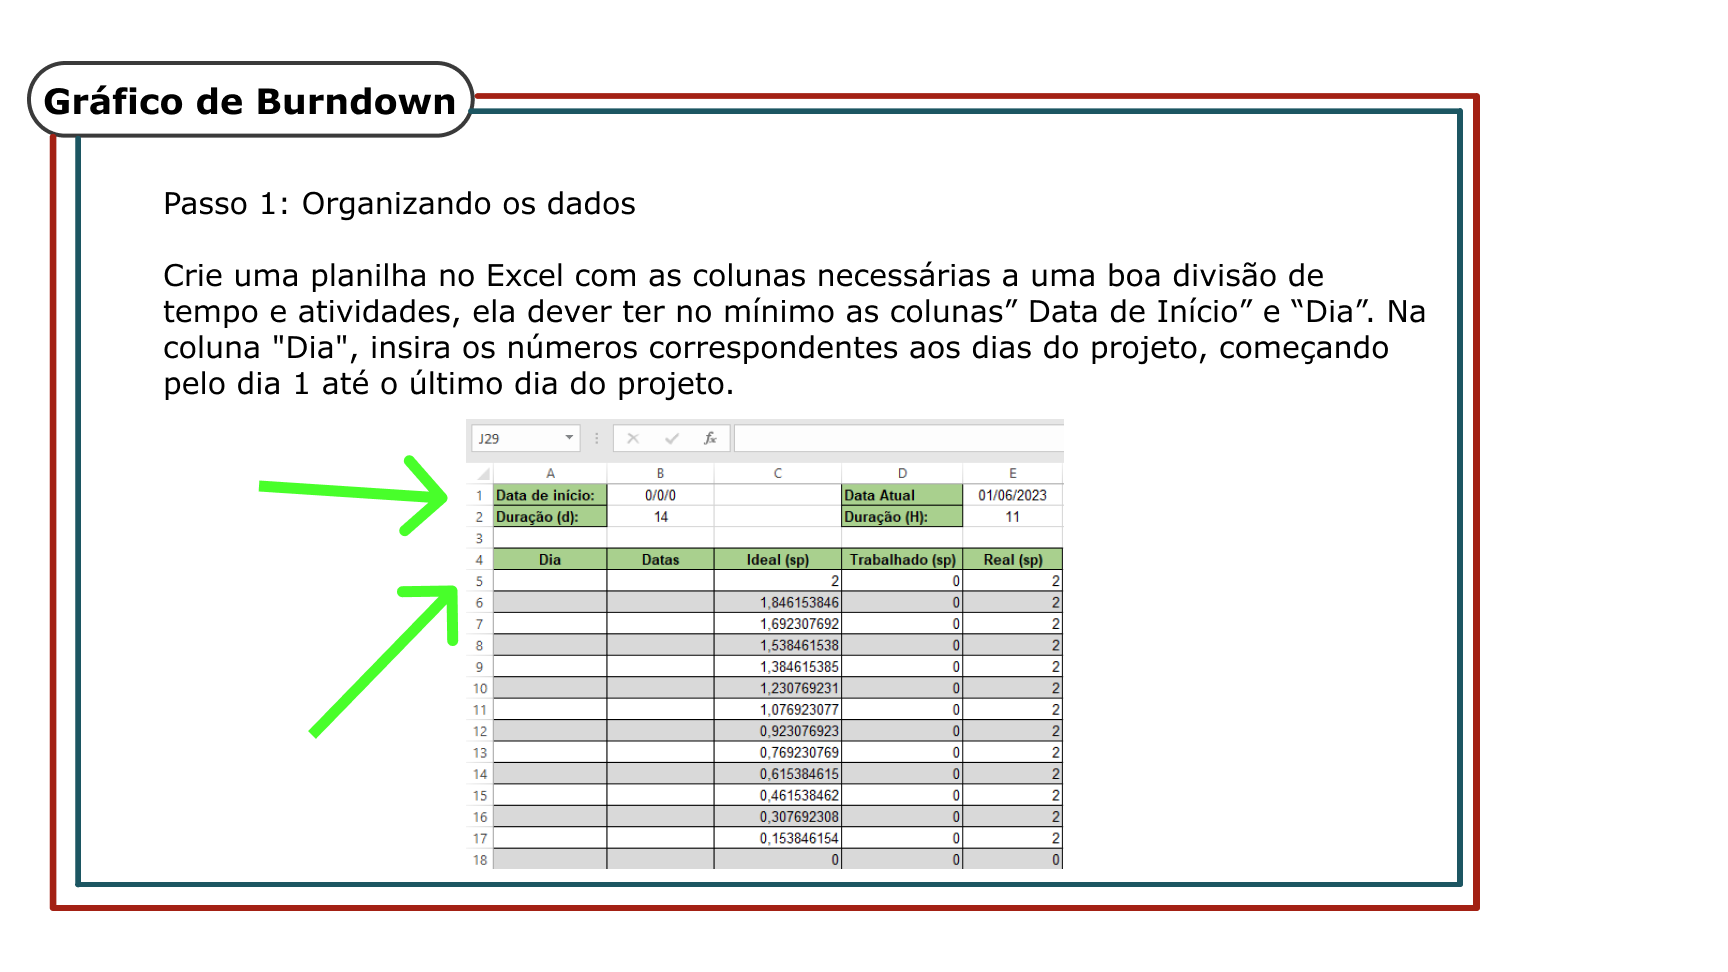 Gráfico de Burndown
Passo 1: Organizando os dados
Crie uma planilha no Excel com as colunas necessárias a uma boa divisão de
tempo e atividades, ela dever ter no mínimo as colunas” Data de Início” e “Dia”. Na
coluna "Dia", insira os números correspondentes aos dias do projeto, começando
pelo dia 1 até o último dia do projeto.
J29 fx
A B C D E
1 Data de início: 0/0/0 Data Atual 01/06/2023
2 Duração (d): 14 Duração (H): 11
3
4 Dia Datas Ideal (sp) Trabalhado (sp) Real (sp)
5 2 0 2
6 1,846153846 0 2
7 1,692307692 0 2
8 1,538461538 0 2
9 1,384615385 0 2
10 1,230769231 0 2
11 1,076923077 0 2
12 0,923076923 0 2
13 0,769230769 0 2
14 0,615384615 0 2
15 0,461538462 0 2
16 0,307692308 0 2
17 0,153846154 0 2
18 0 0 0